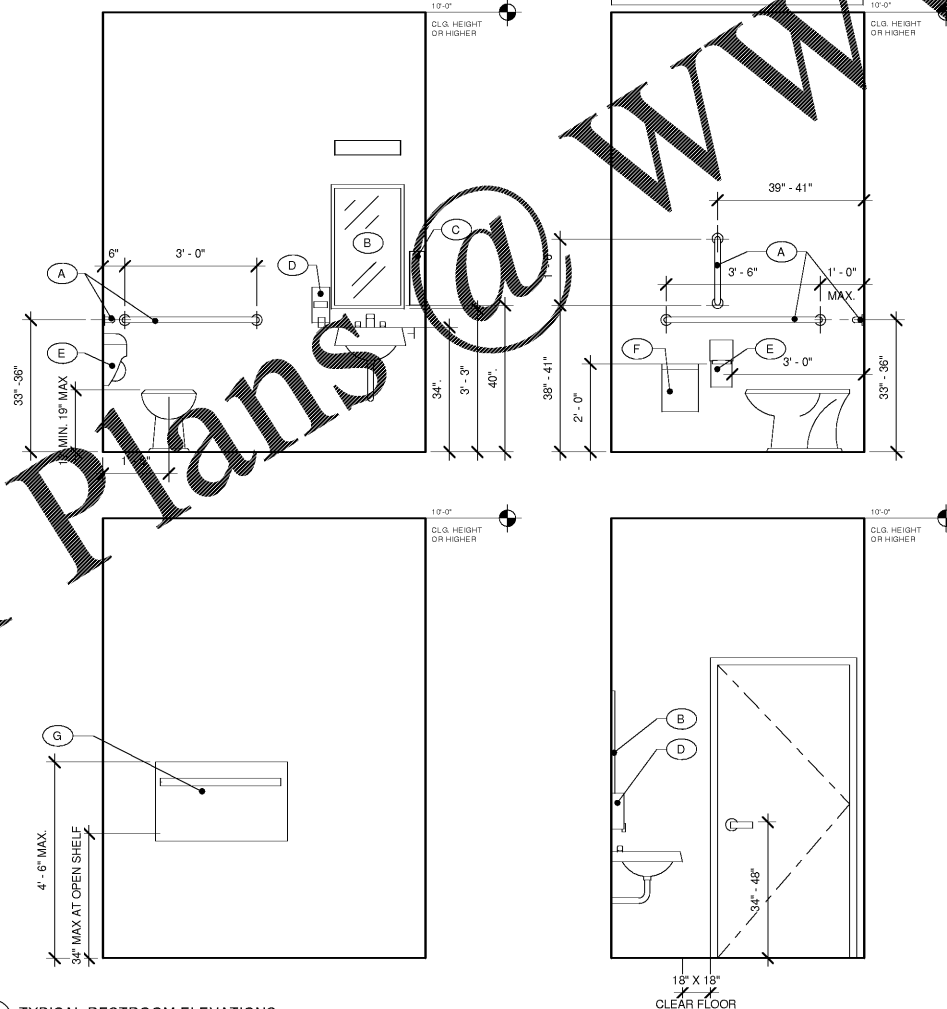 10'-0"
CLG. HEIGHT
OR HIGHER
10'-0"
CLG. HEIGHT
OR HIGHER
WWW
Plans@
6"
3' - 0"
A
B
C
D
E
33" -36"
MIN. 19" MAX
34".
3' - 3"
40".
39" - 41"
A
3' - 6"
1' - 0"
MAX.
F
E
3' - 0"
38" - 41"
2' - 0"
33" - 36"
10'-0"
CLG. HEIGHT
OR HIGHER
10'-0"
CLG. HEIGHT
OR HIGHER
G
4' - 6" MAX.
34" MAX AT OPEN SHELF
B
D
34" - 48"
18" X 18"
CLEAR FLOOR
TYPICAL RESTROOM ELEVATIONS